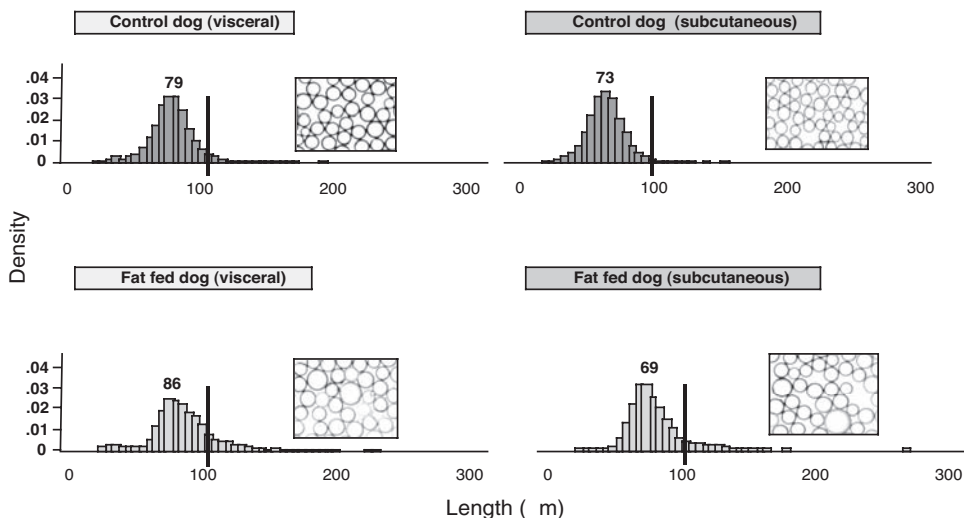 Control dog (visceral)
Control dog (subcutaneous)
.04
.03
.02
.01
0
79
73
0 100 200 300
0 100 200 300
Density
Fat fed dog (visceral)
Fat fed dog (subcutaneous)
.04
.03
.02
.01
0
86
69
0 100 200 300
0 100 200 300
Length ( m)